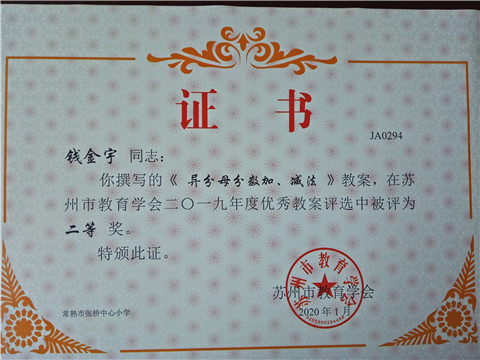 证书
JA0294
钱金宇 同志：
你撰写的《异分母分数加、减法》教案，在苏
州市教育学会二〇一九年度优秀教案评选中被评为
二等 奖。
特颁此证。
苏州市教育学会
苏州市教育学会
2020年1月
常熟市张桥中心小学